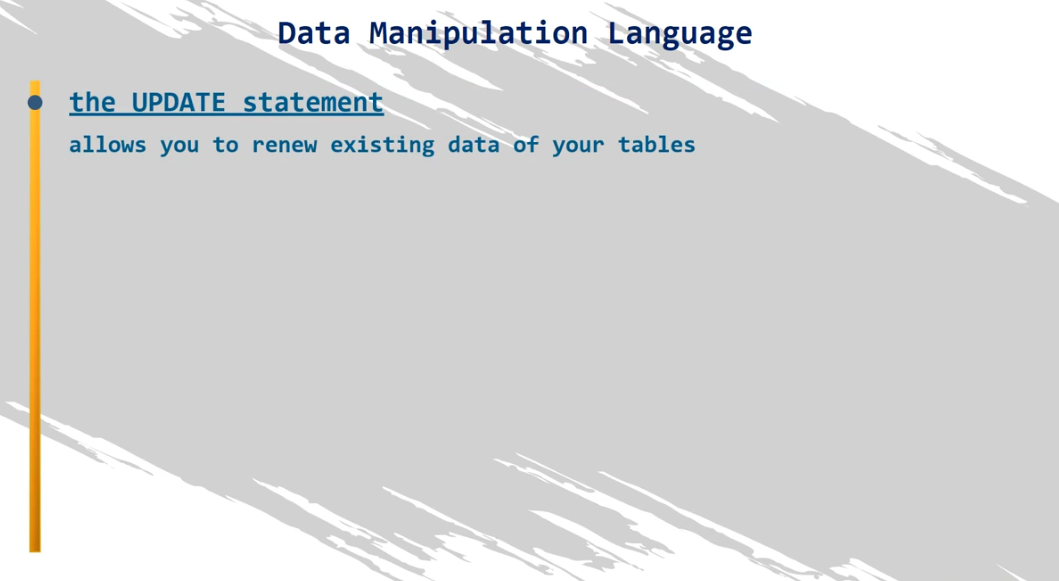 Data Manipulation Language
the UPDATE statement
allows you to renew existing data of your tables